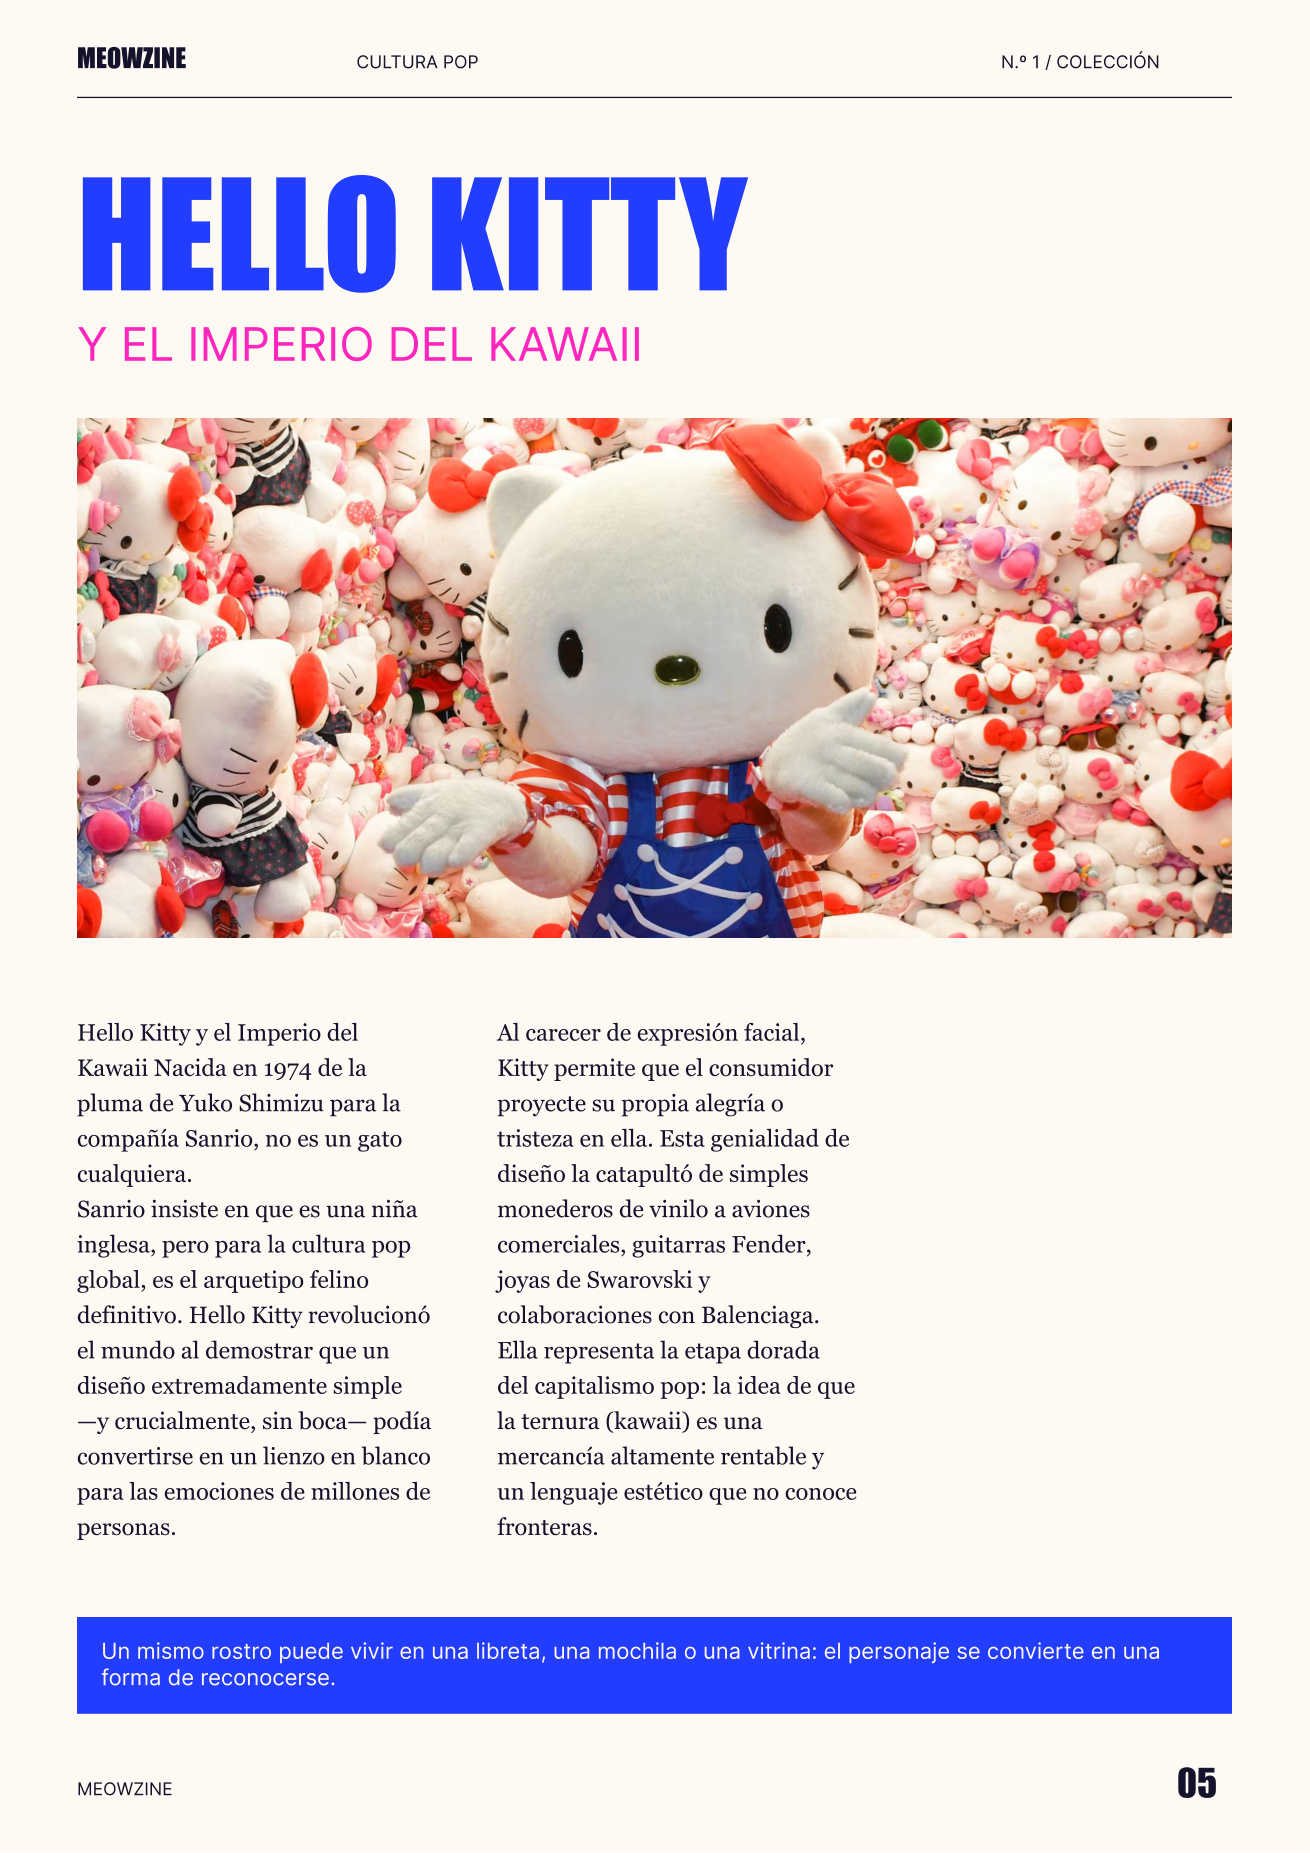 MEOWZINE
CULTURA POP
N.º 1 / COLECCIÓN
HELLO KITTY
Y EL IMPERIO DEL KAWAII
Hello Kitty y el Imperio del
Kawaii Nacida en 1974 de la
pluma de Yuko Shimizu para la
compañía Sanrio, no es un gato
cualquiera.
Sanrio insiste en que es una niña
inglesa, pero para la cultura pop
global, es el arquetipo felino
definitivo. Hello Kitty revolucionó
el mundo al demostrar que un
diseño extremadamente simple
—y crucialmente, sin boca— podía
convertirse en un lienzo en blanco
para las emociones de millones de
personas.
Al carecer de expresión facial,
Kitty permite que el consumidor
proyecte su propia alegría o
tristeza en ella. Esta genialidad de
diseño la catapultó de simples
monederos de vinilo a aviones
comerciales, guitarras Fender,
joyas de Swarovski y
colaboraciones con Balenciaga.
Ella representa la etapa dorada
del capitalismo pop: la idea de que
la ternura (kawaii) es una
mercancía altamente rentable y
un lenguaje estético que no conoce
fronteras.
Un mismo rostro puede vivir en una libreta, una mochila o una vitrina: el personaje se convierte en una
forma de reconocerse.
MEOWZINE
05